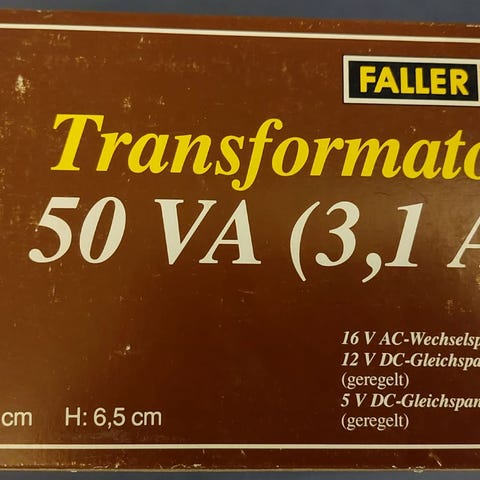 FALLER
Transformato
50 VA (3,1 A
16 V AC-Wechselsp
12 V DC-Gleichspa
(geregelt)
5 V DC-Gleichspan
(geregelt)
cm H: 6,5 cm